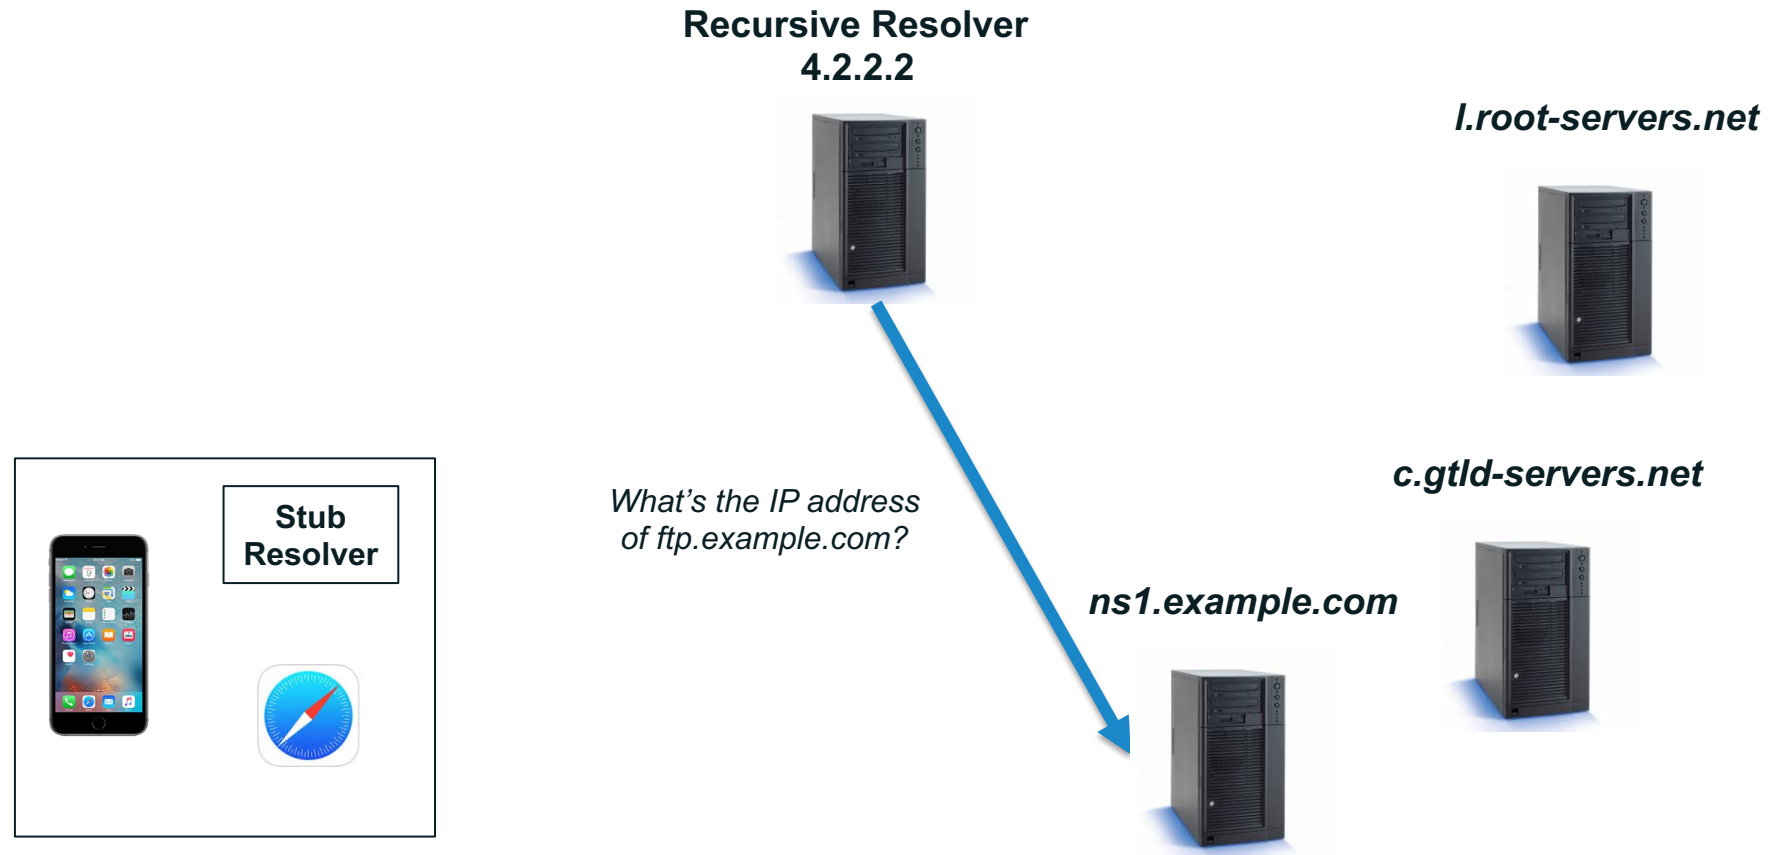 Recursive Resolver
4.2.2.2
l.root-servers.net
c.gtld-servers.net
What’s the IP address
of ftp.example.com?
Stub
Resolver
ns1.example.com